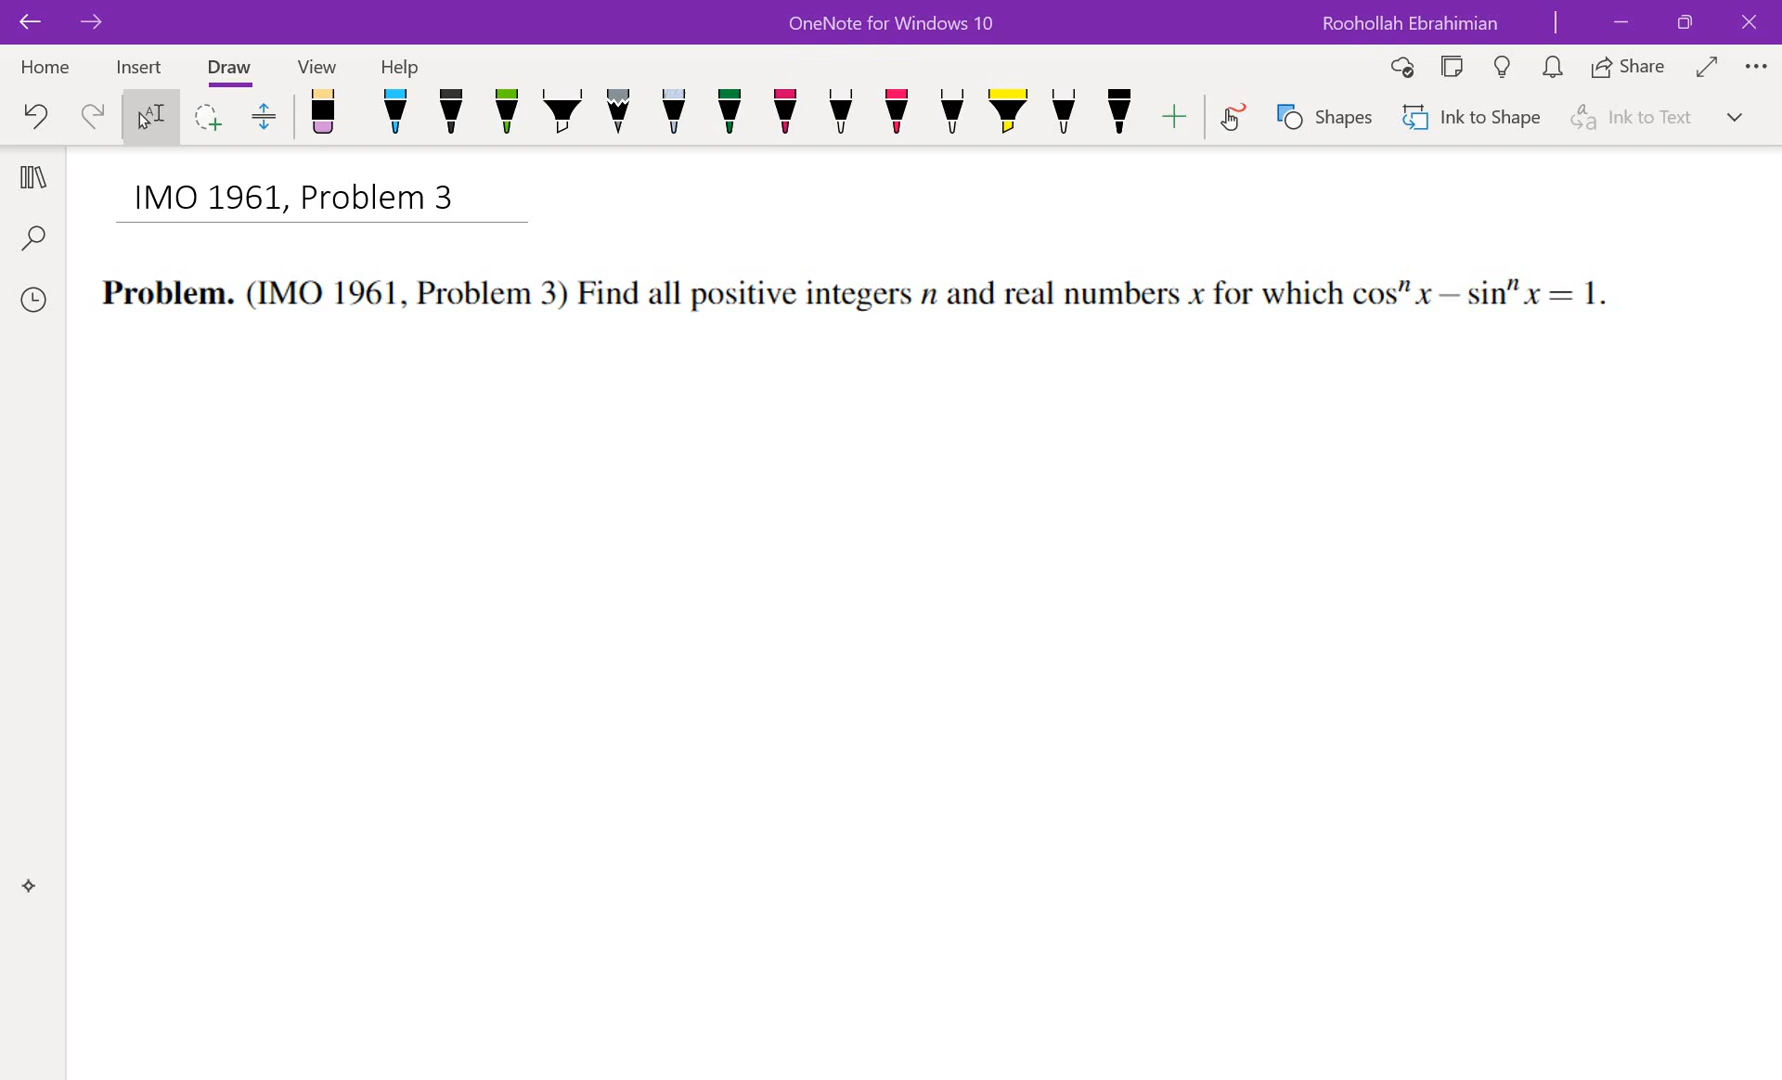 OneNote for Windows 10
Roohollah Ebrahimian
Home Insert Draw View Help
Share
Shapes Ink to Shape Ink to Text
IMO 1961, Problem 3
Problem. (IMO 1961, Problem 3) Find all positive integers n and real numbers x for which cosⁿ x − sinⁿ x = 1.